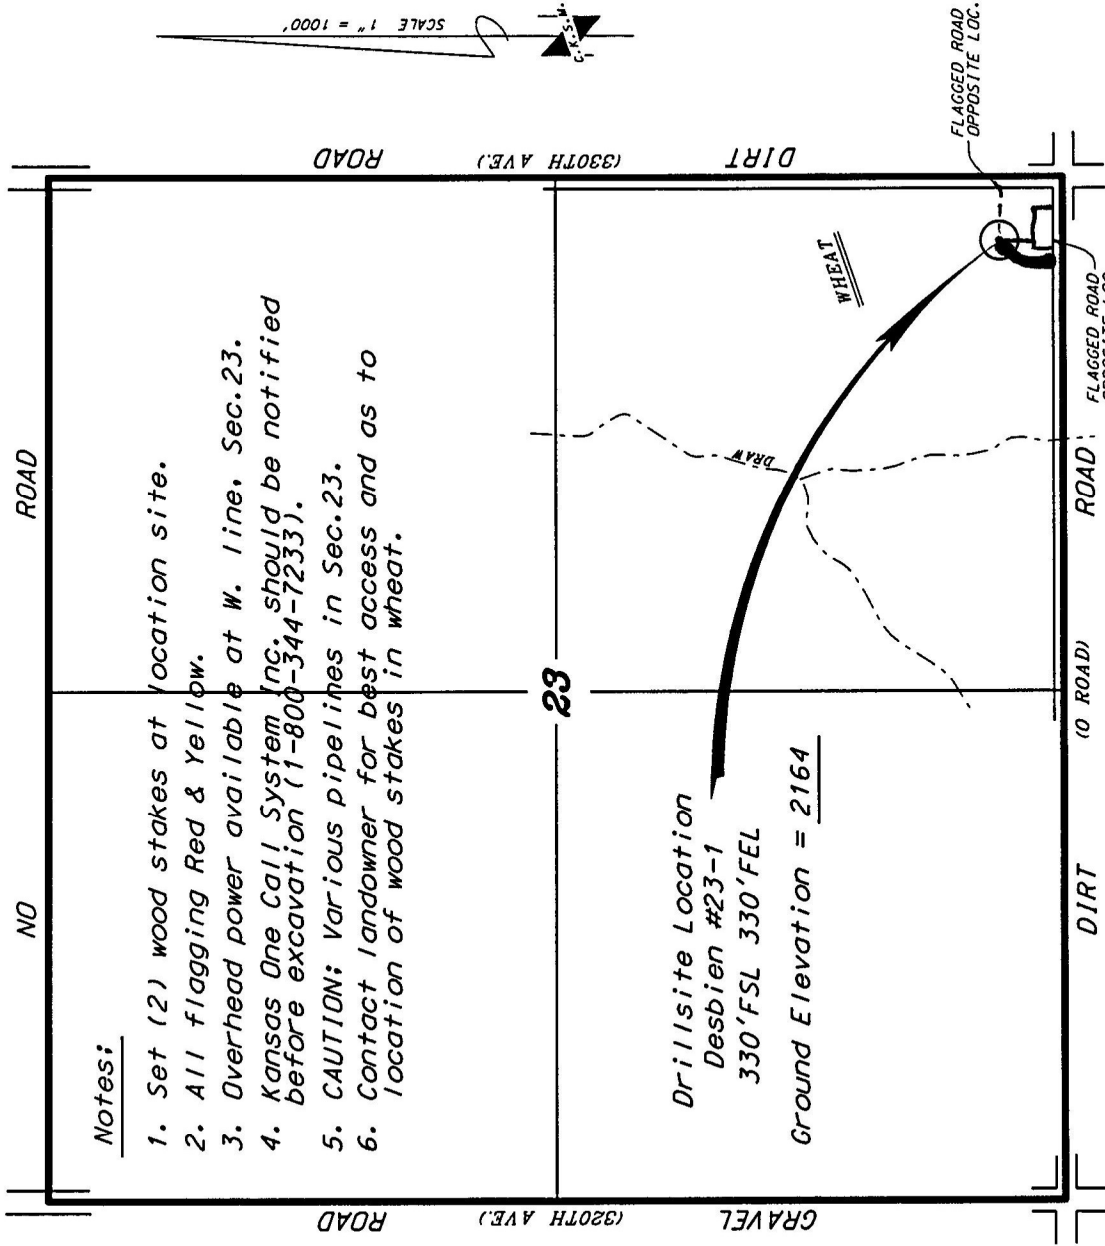 NO ROAD
Notes:
1. Set (2) wood stakes at location site.
2. All flagging Red & Yellow.
3. Overhead power available at W. line, Sec.23.
4. Kansas One Call System Inc. should be notified
before excavation (1-800-344-7233).
5. CAUTION: Various pipelines in Sec.23.
6. Contact landowner for best access and as to
location of wood stakes in wheat.
23
Drillsite Location
Desbien #23-1
330'FSL 330'FEL
Ground Elevation = 2164
DRAW
WHEAT
GRAVEL (320TH AVE.) ROAD
DIRT (330TH AVE.) ROAD
DIRT (O ROAD) ROAD
FLAGGED ROAD
FLAGGED ROAD
OPPOSITE LOC.
SCALE 1" = 1000'
C.K.S.M.